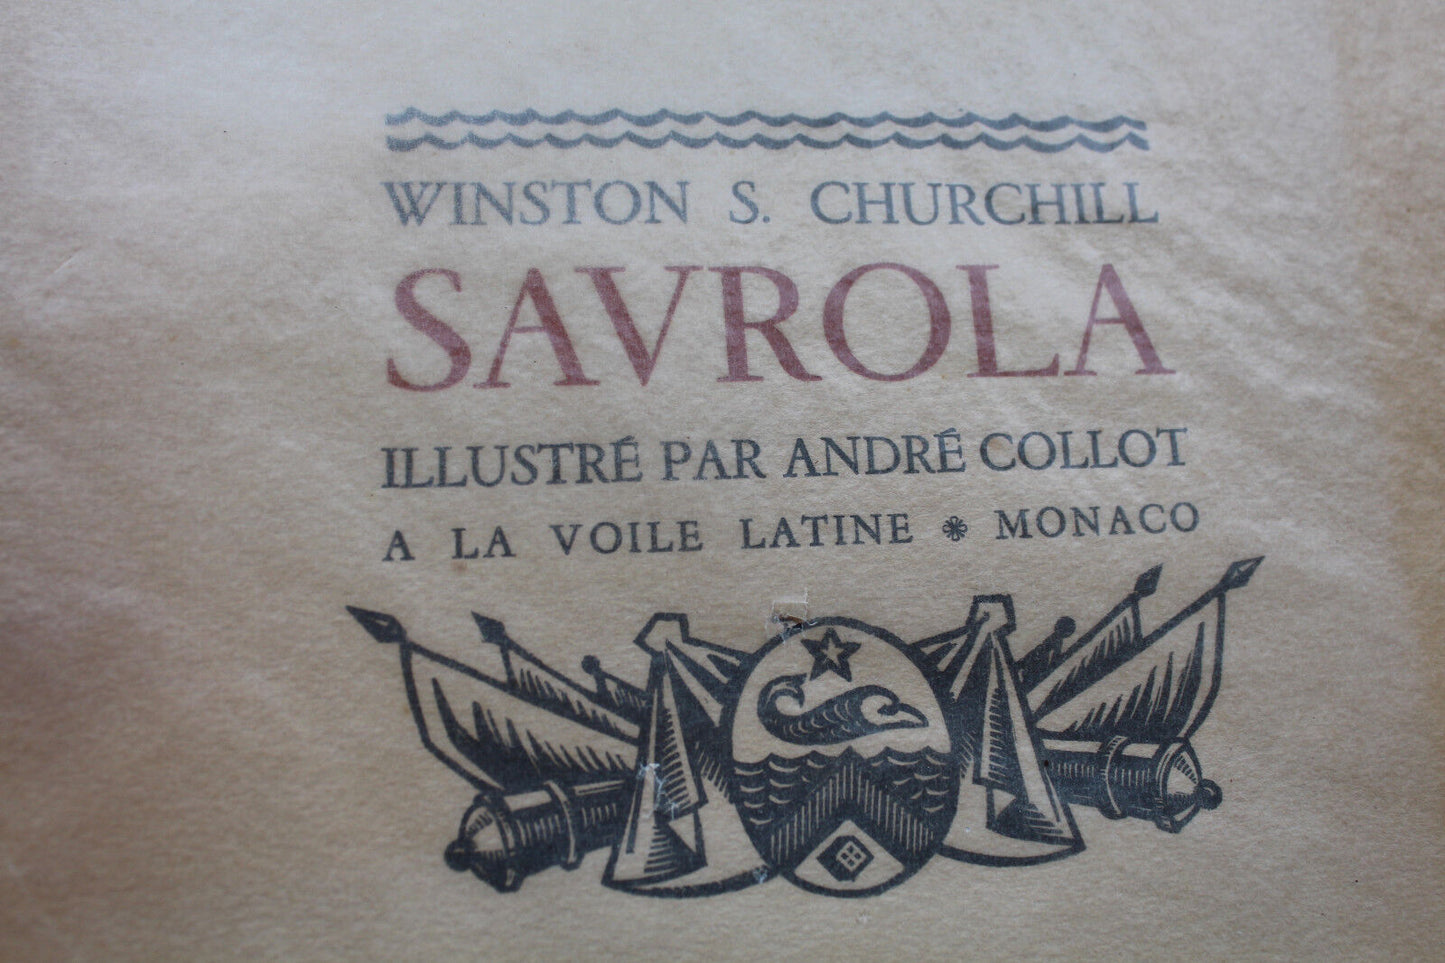 WINSTON S. CHURCHILL
SAVROLA
ILLUSTRÉ PAR ANDRÉ COLLOT
A LA VOILE LATINE * MONACO